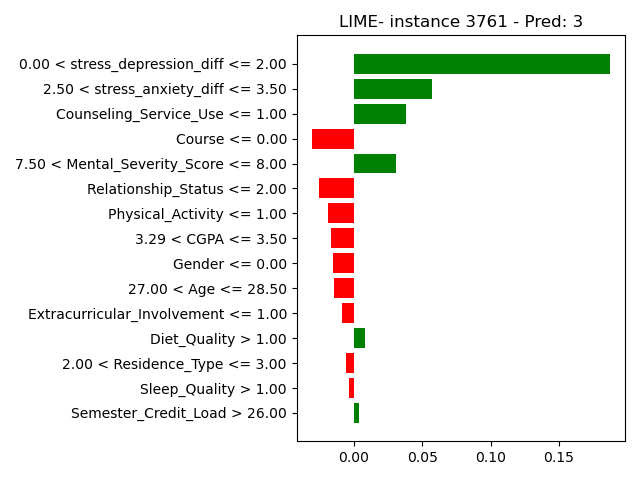 LIME- instance 3761 - Pred: 3
0.00 < stress_depression_diff <= 2.00
2.50 < stress_anxiety_diff <= 3.50
Counseling_Service_Use <= 1.00
Course <= 0.00
7.50 < Mental_Severity_Score <= 8.00
Relationship_Status <= 2.00
Physical_Activity <= 1.00
3.29 < CGPA <= 3.50
Gender <= 0.00
27.00 < Age <= 28.50
Extracurricular_Involvement <= 1.00
Diet_Quality > 1.00
2.00 < Residence_Type <= 3.00
Sleep_Quality > 1.00
Semester_Credit_Load > 26.00
0.00 0.05 0.10 0.15